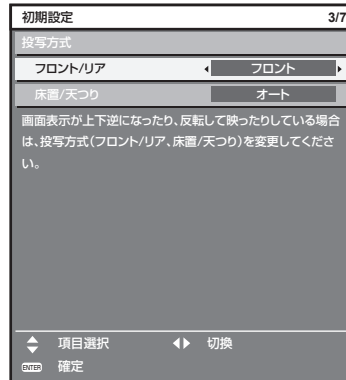 初期設定 3/7
投写方式
フロント/リア フロント
床置/天つり オート
画面表示が上下逆になったり、反転して映ったりしている場合
は、投写方式(フロント/リア、床置/天つり)を変更してくださ
い。
項目選択 切換
ENTER 確定